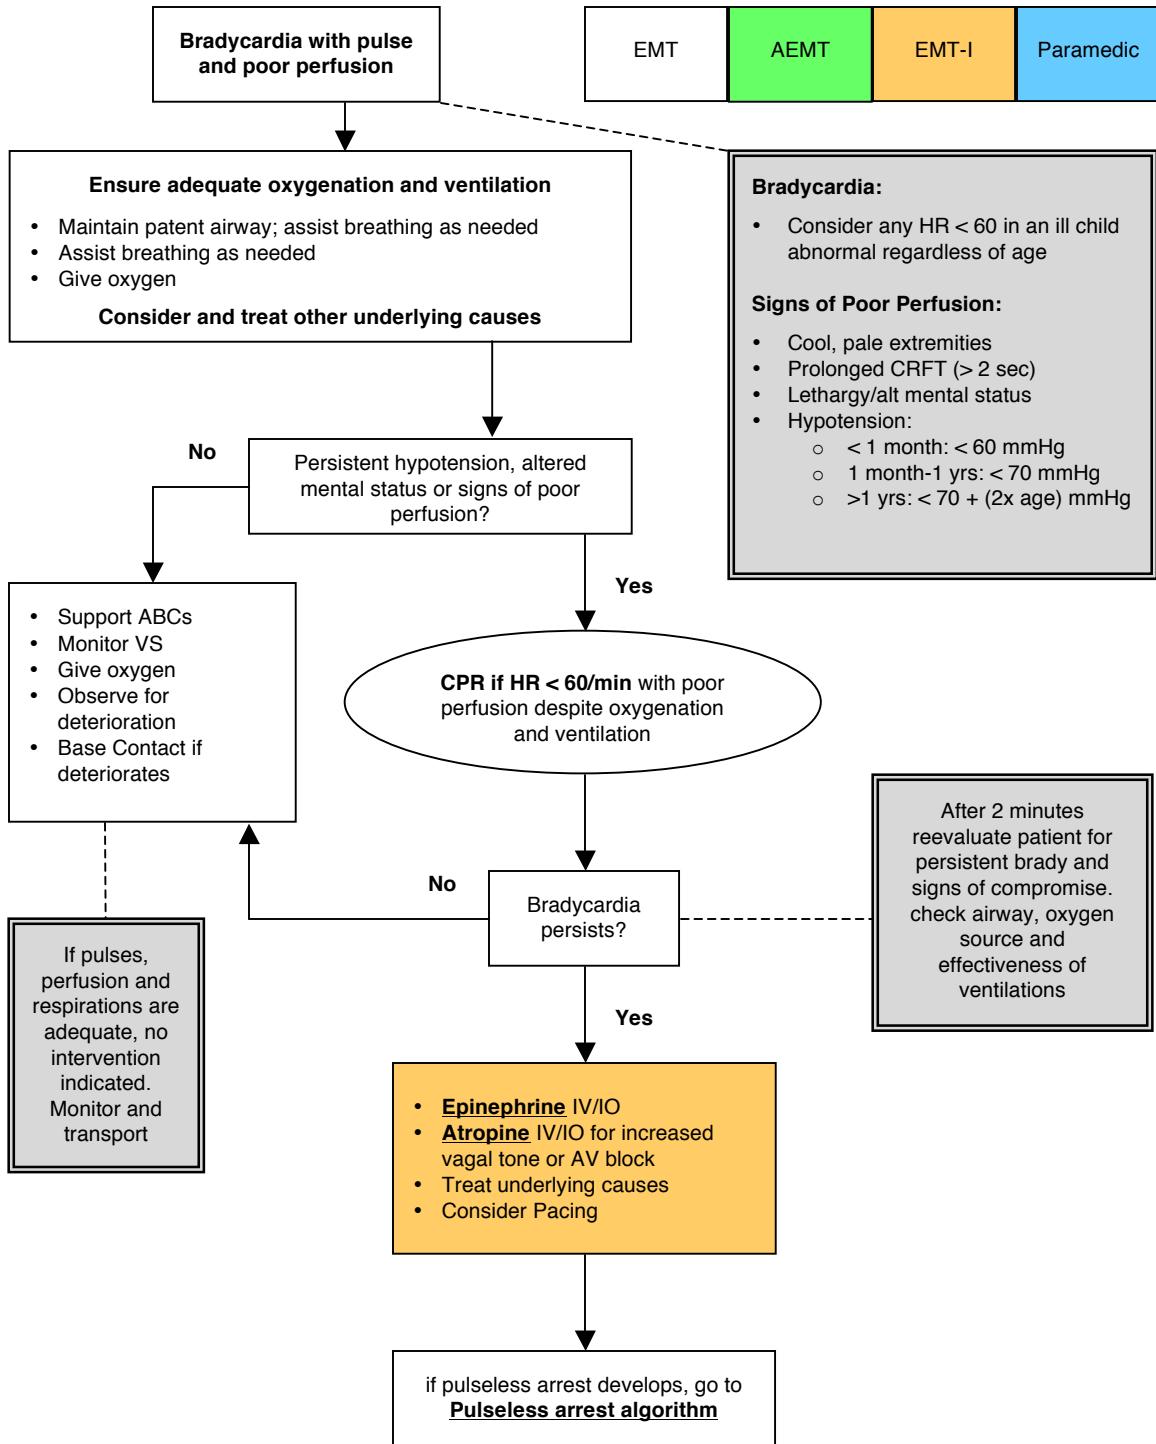 Bradycardia with pulse
and poor perfusion
EMT
AEMT
EMT-I
Paramedic
Ensure adequate oxygenation and ventilation
• Maintain patent airway; assist breathing as needed
• Assist breathing as needed
• Give oxygen
Consider and treat other underlying causes
Bradycardia:
• Consider any HR < 60 in an ill child
abnormal regardless of age
Signs of Poor Perfusion:
• Cool, pale extremities
• Prolonged CRFT (> 2 sec)
• Lethargy/alt mental status
• Hypotension:
o < 1 month: < 60 mmHg
o 1 month-1 yrs: < 70 mmHg
o >1 yrs: < 70 + (2x age) mmHg
No
Persistent hypotension, altered
mental status or signs of poor
perfusion?
Yes
• Support ABCs
• Monitor VS
• Give oxygen
• Observe for
deterioration
• Base Contact if
deteriorates
CPR if HR < 60/min with poor
perfusion despite oxygenation
and ventilation
After 2 minutes
reevaluate patient for
persistent brady and
signs of compromise.
check airway, oxygen
source and
effectiveness of
ventilations
No
Bradycardia
persists?
If pulses,
perfusion and
respirations are
adequate, no
intervention
indicated.
Monitor and
transport
Yes
• Epinephrine IV/IO
• Atropine IV/IO for increased
vagal tone or AV block
• Treat underlying causes
• Consider Pacing
if pulseless arrest develops, go to
Pulseless arrest algorithm